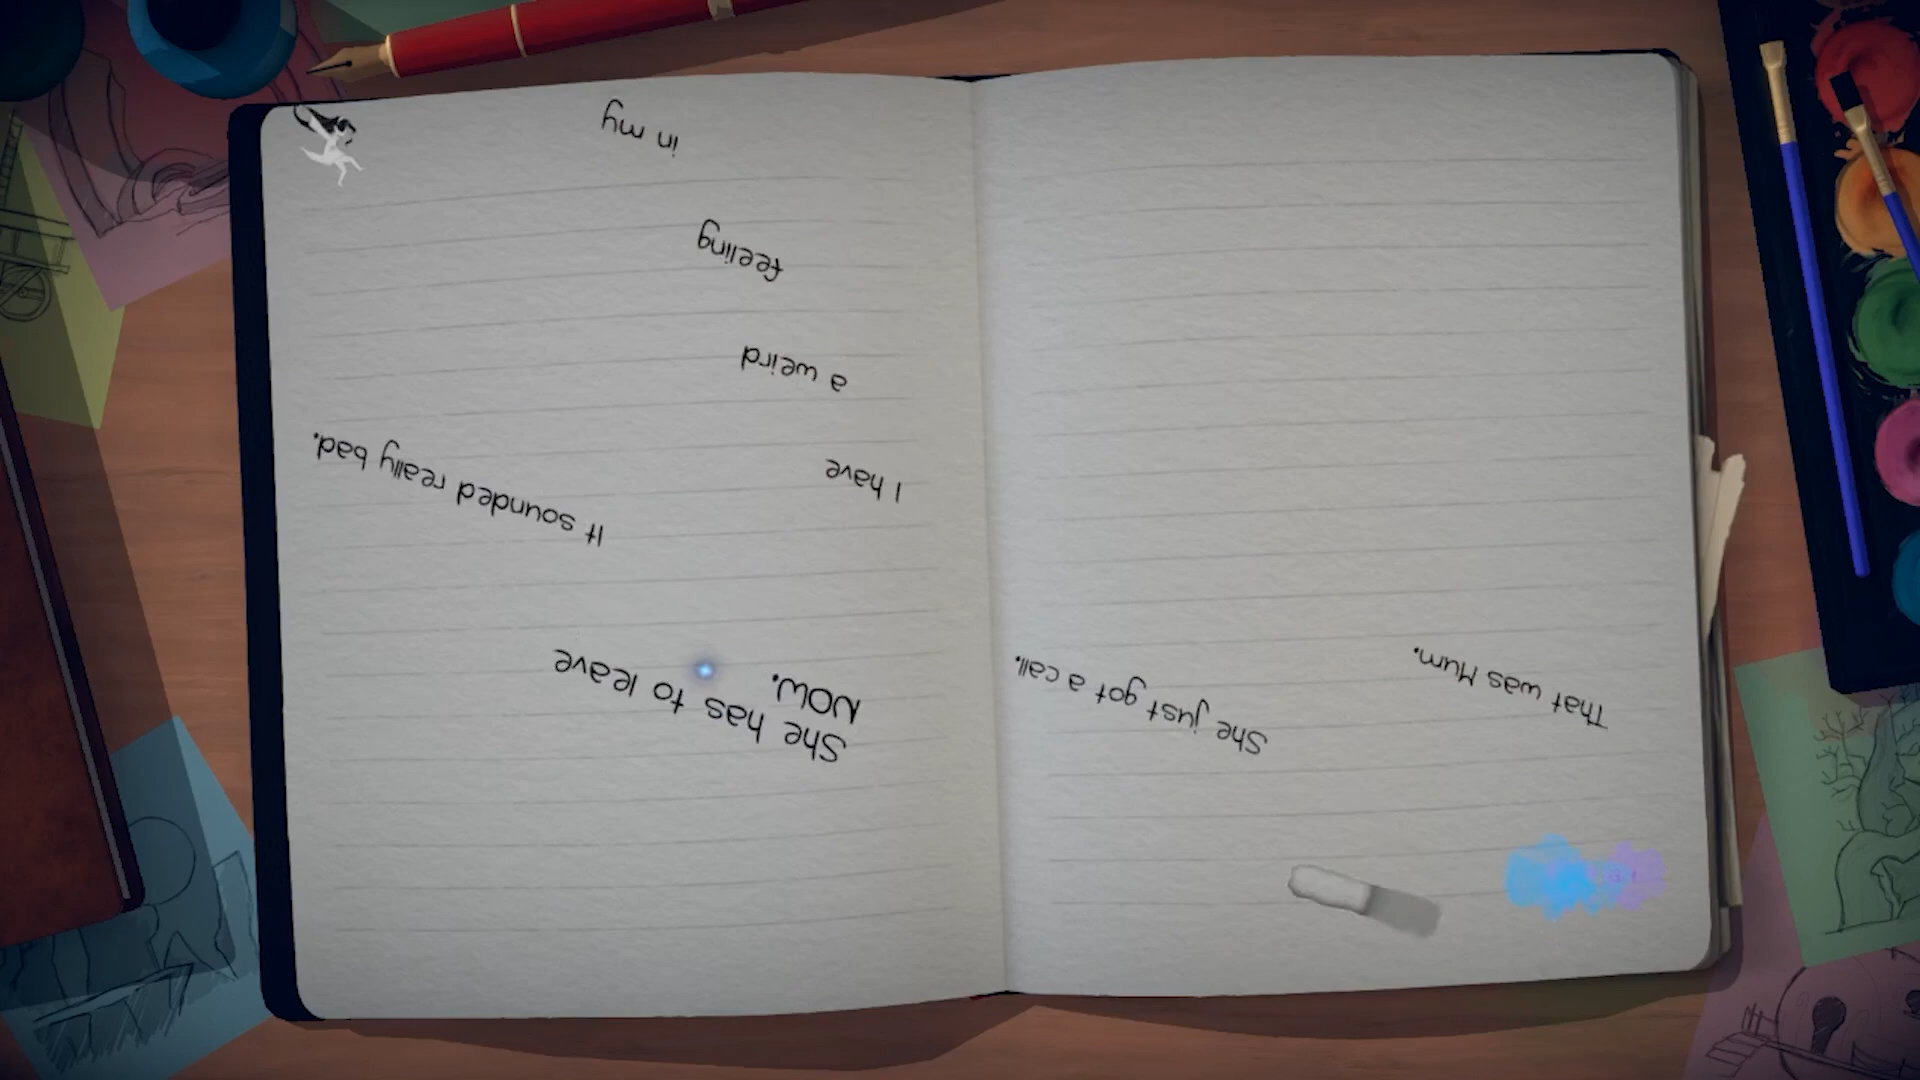 That was Mum.
She just got a call.
She has to leave
NOW.
It sounded really bad.
I have
a weird
feeling
in my